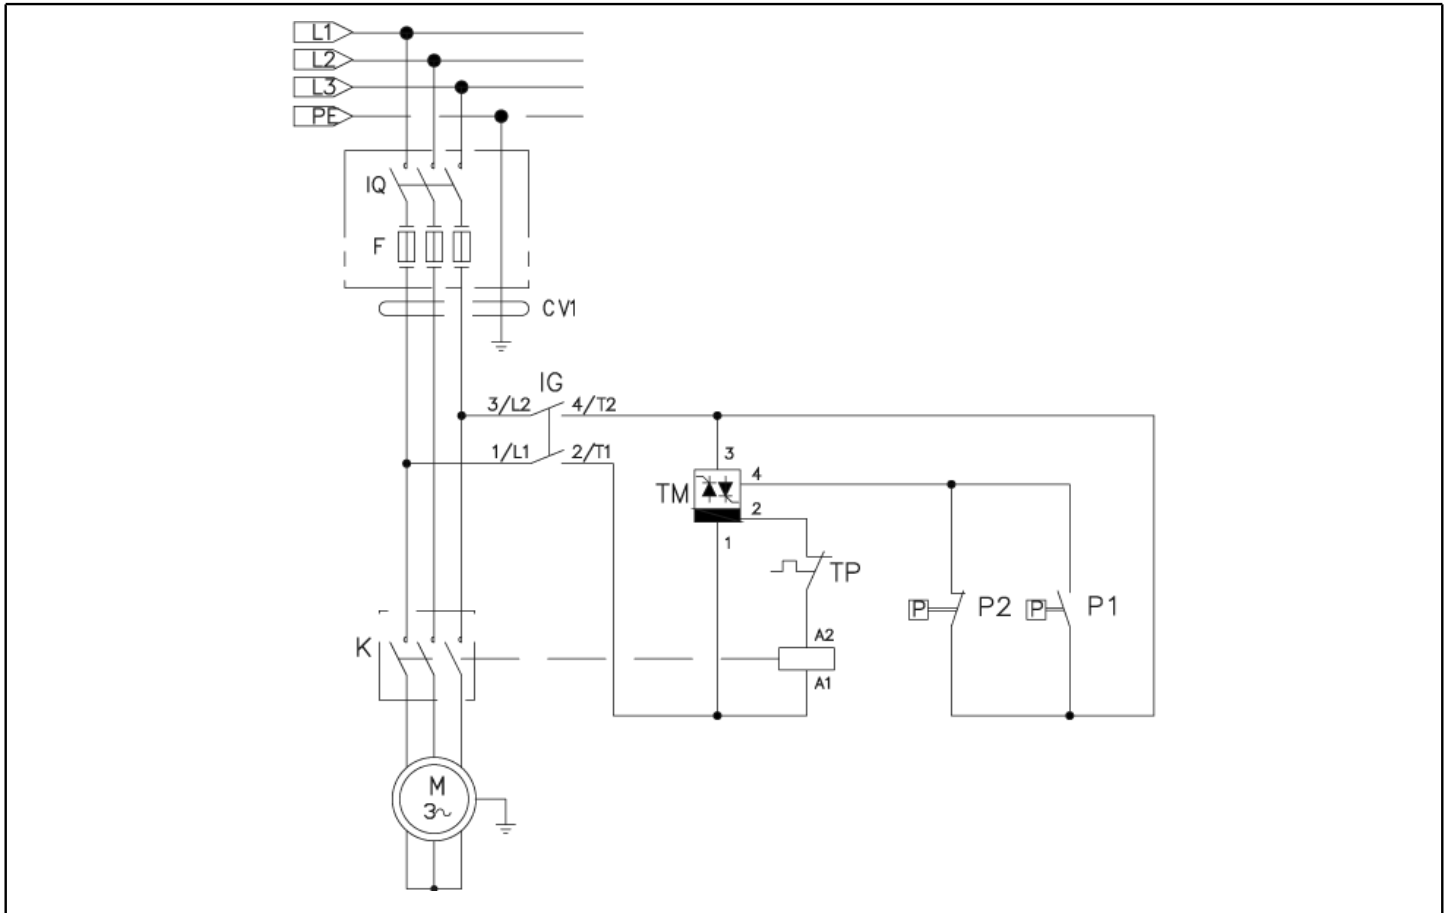 L1
L2
L3
PE
IQ
F
CV1
IG
3/L2 4/T2
1/L1 2/T1
3
TM 4
2
1
TP
P P2 P P1
A2
K
A1
M
3~